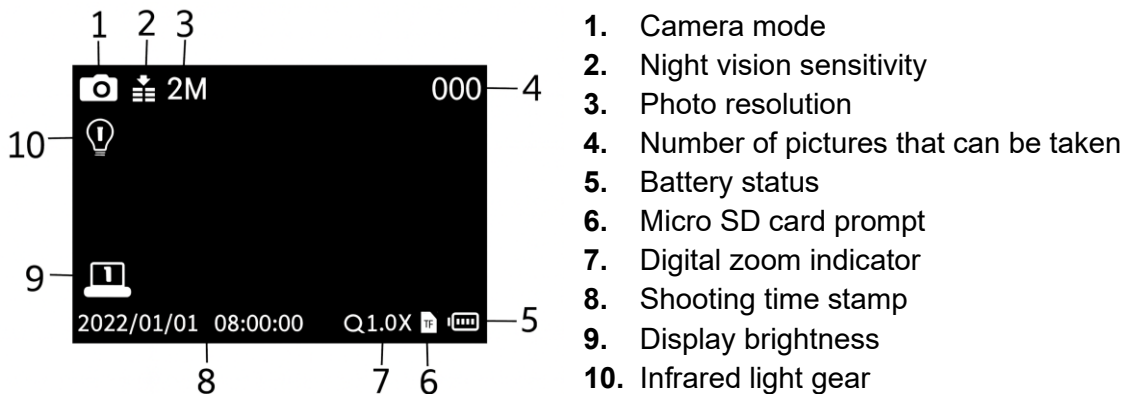 1 2 3
2M 000 4
10
9 1
2022/01/01 08:00:00 1.0X TF 5
8 7 6
1. Camera mode
2. Night vision sensitivity
3. Photo resolution
4. Number of pictures that can be taken
5. Battery status
6. Micro SD card prompt
7. Digital zoom indicator
8. Shooting time stamp
9. Display brightness
10. Infrared light gear